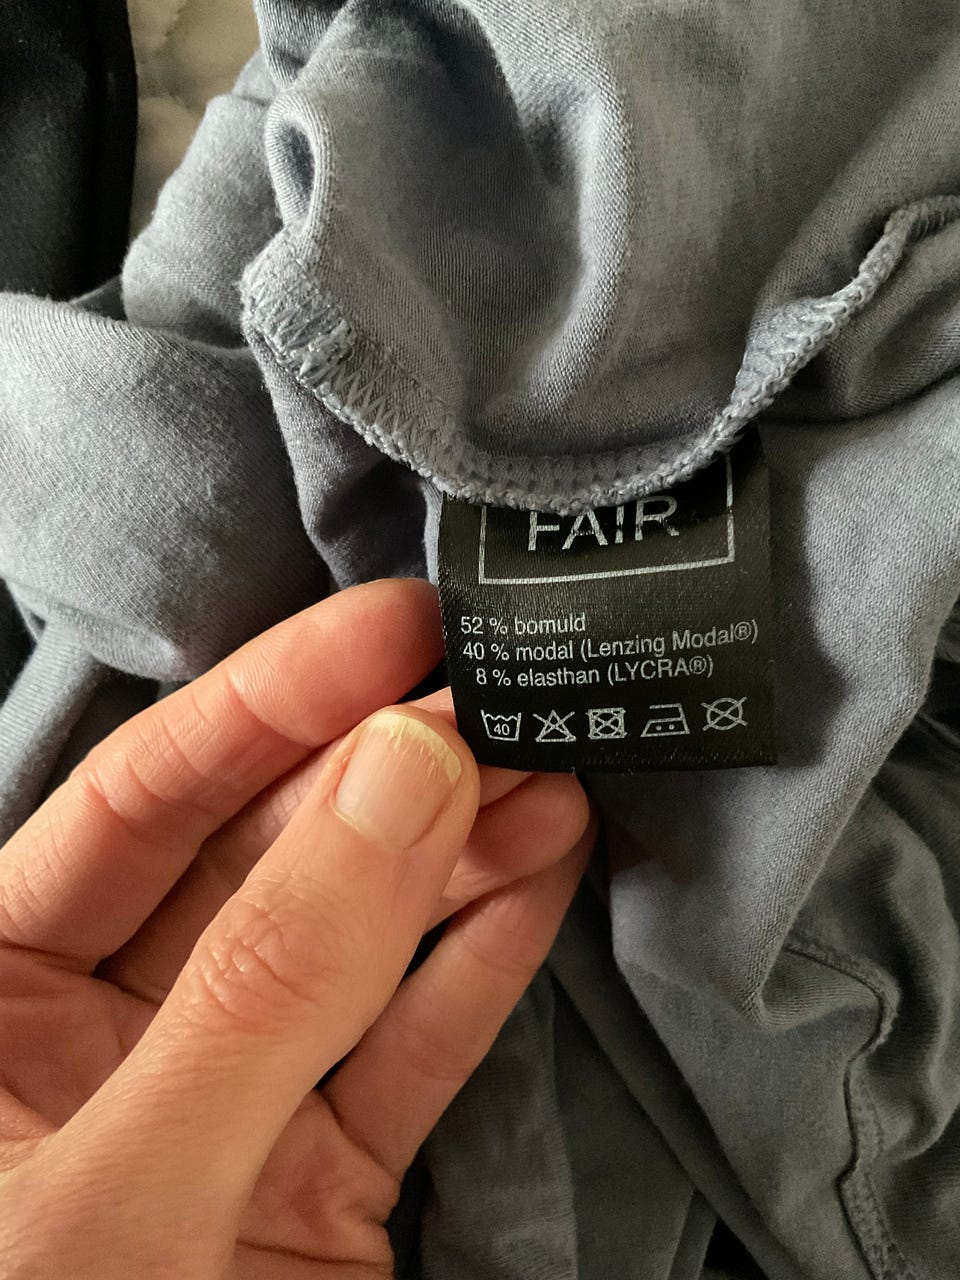 FAIR
52 % bomuld
40 % modal (Lenzing Modal®)
8 % elasthan (LYCRA®)
40